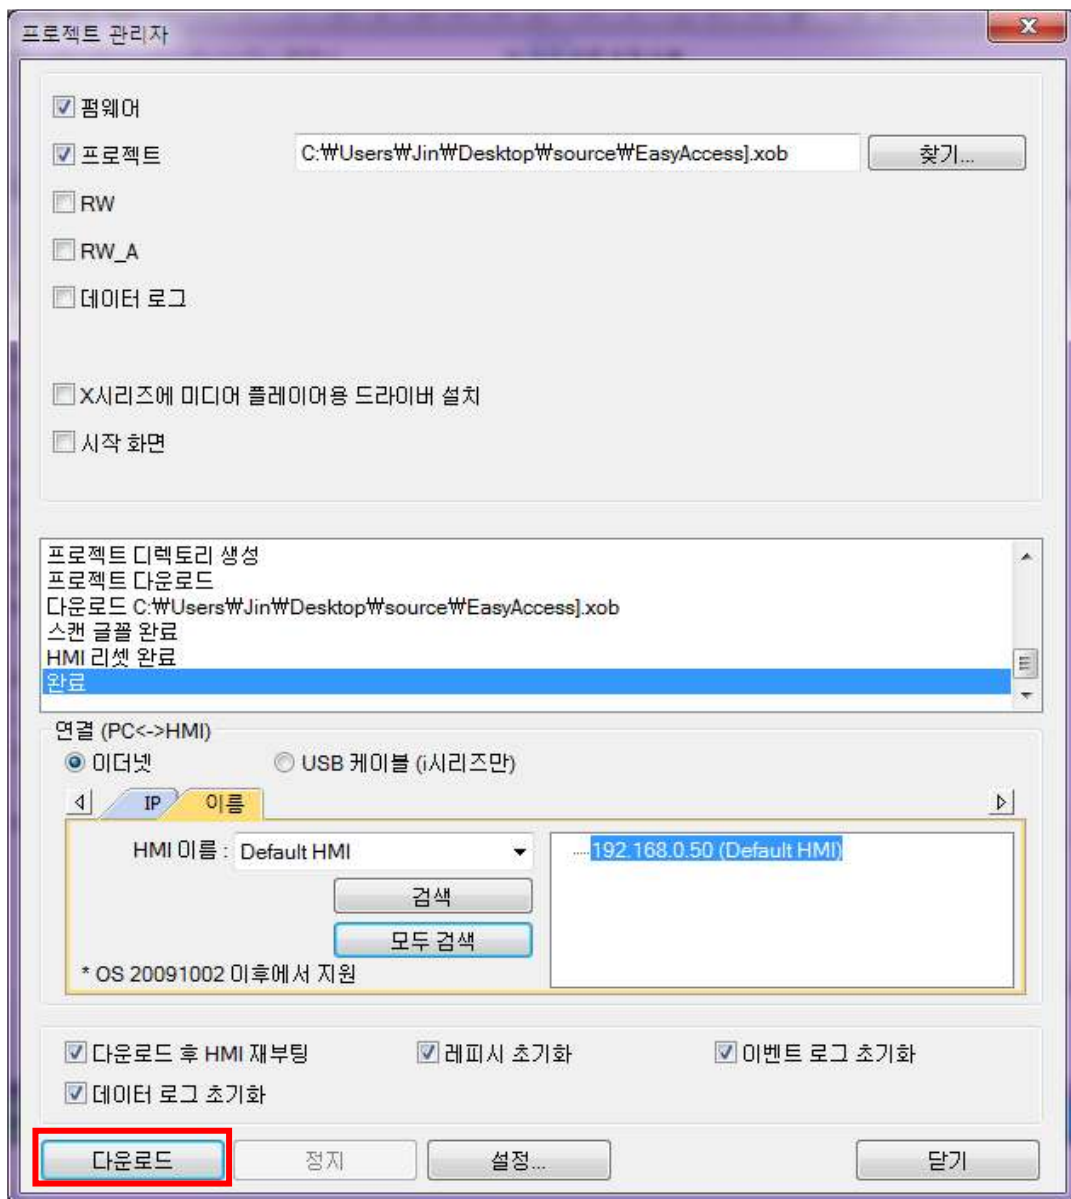 프로젝트 관리자
펌웨어
프로젝트 C:₩Users₩Jin₩Desktop₩source₩EasyAccess].xob 찾기...
RW
RW_A
데이터 로그
X시리즈에 미디어 플레이어용 드라이버 설치
시작 화면
프로젝트 디렉토리 생성
프로젝트 다운로드
다운로드 C:₩Users₩Jin₩Desktop₩source₩EasyAccess].xob
스캔 글꼴 완료
HMI 리셋 완료
완료
연결 (PC<->HMI)
이더넷 USB 케이블 (i시리즈만)
IP 이름
HMI 이름 : Default HMI 192.168.0.50 (Default HMI)
검색
모두 검색
* OS 20091002 이후에서 지원
다운로드 후 HMI 재부팅 레피시 초기화 이벤트 로그 초기화
데이터 로그 초기화
다운로드 정지 설정... 닫기